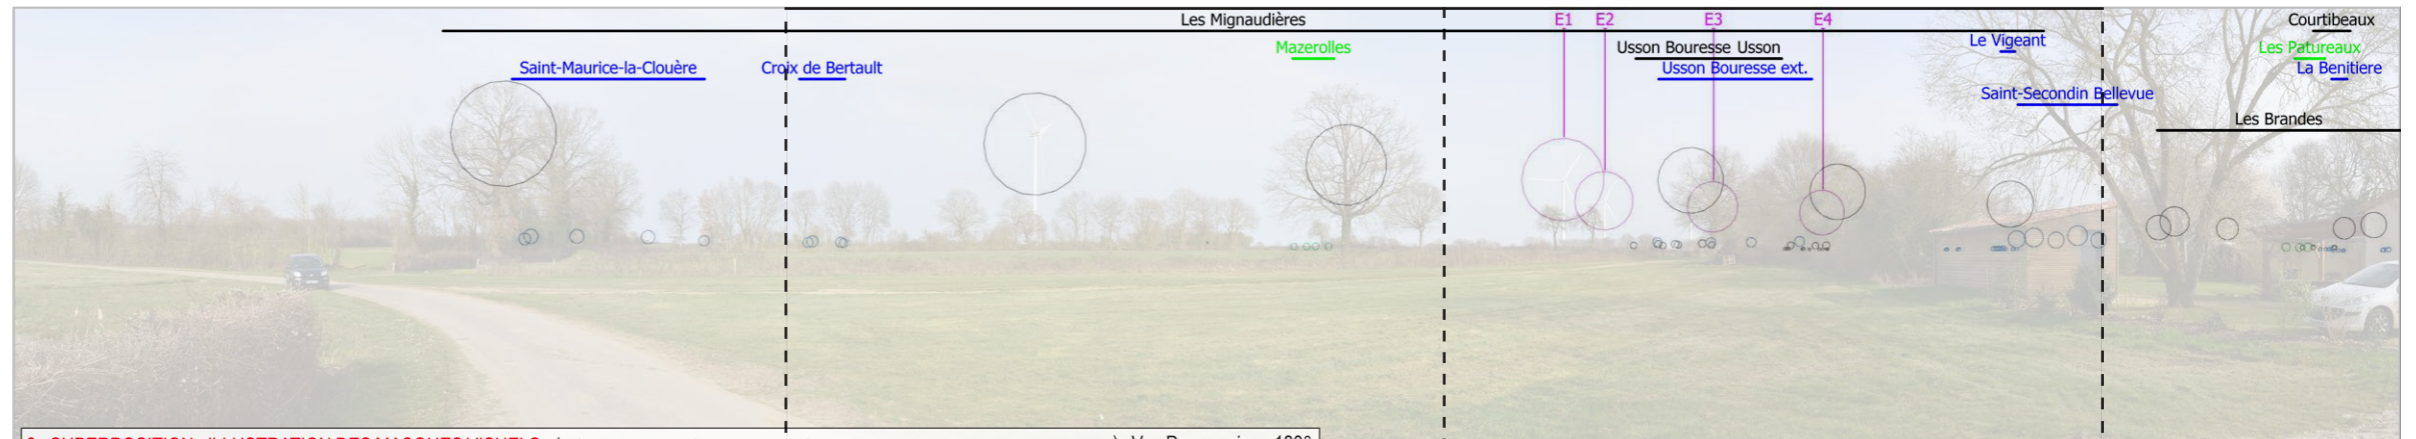 Les Mignaudières
E1 E2 E3 E4
Courtibeaux
Le Vigeant
Mazerolles
Usson Bouresse Usson
Les Patureaux
Saint-Maurice-la-Clouère
Croix de Bertault
Usson Bouresse ext.
La Benitiere
Saint-Secondin Bellevue
Les Brandes